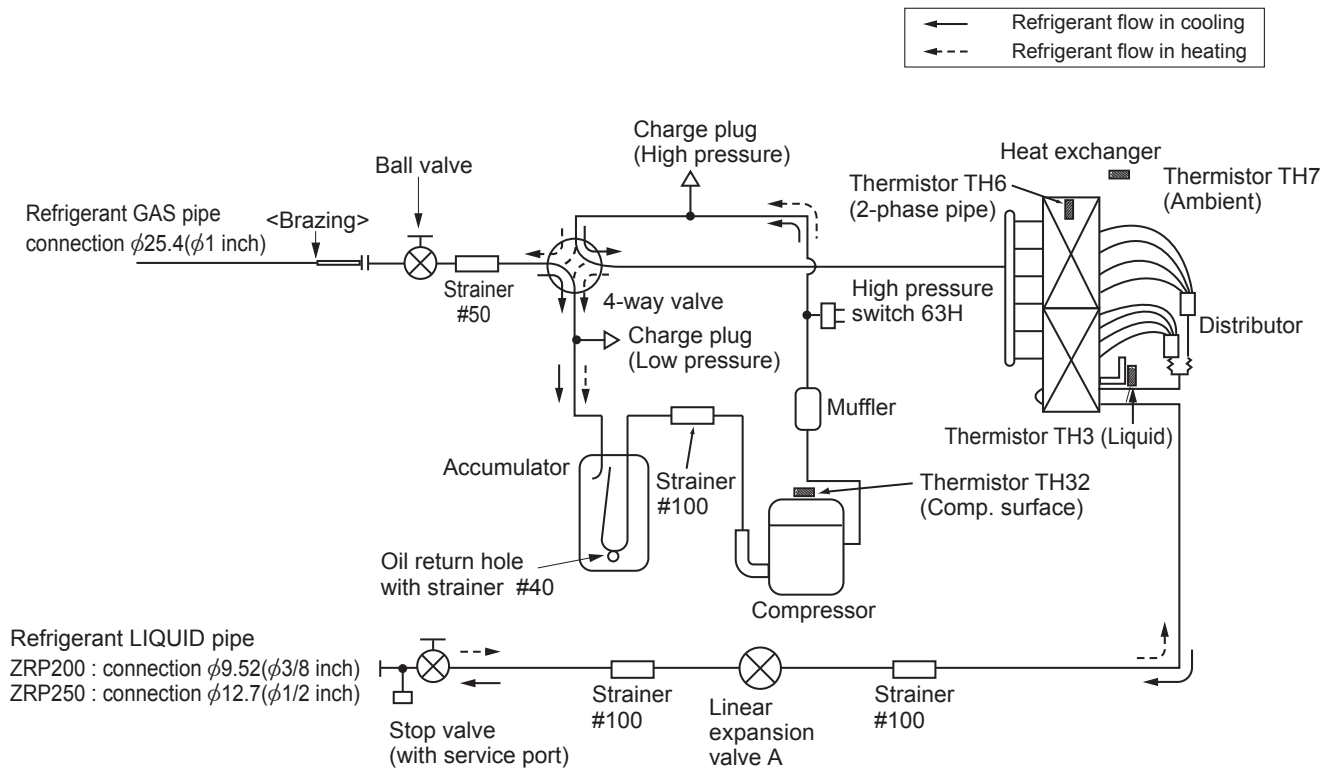 Refrigerant flow in cooling
Refrigerant flow in heating
Charge plug
(High pressure)
Ball valve
Heat exchanger
Thermistor TH6
(2-phase pipe)
Thermistor TH7
(Ambient)
Refrigerant GAS pipe
connection ϕ25.4(ϕ1 inch)
<Brazing>
Strainer
#50
4-way valve
High pressure
switch 63H
Distributor
Charge plug
(Low pressure)
Muffler
Thermistor TH3 (Liquid)
Accumulator
Strainer
#100
Thermistor TH32
(Comp. surface)
Oil return hole
with strainer #40
Compressor
Refrigerant LIQUID pipe
ZRP200 : connection ϕ9.52(ϕ3/8 inch)
ZRP250 : connection ϕ12.7(ϕ1/2 inch)
Stop valve
(with service port)
Strainer
#100
Linear
expansion
valve A
Strainer
#100